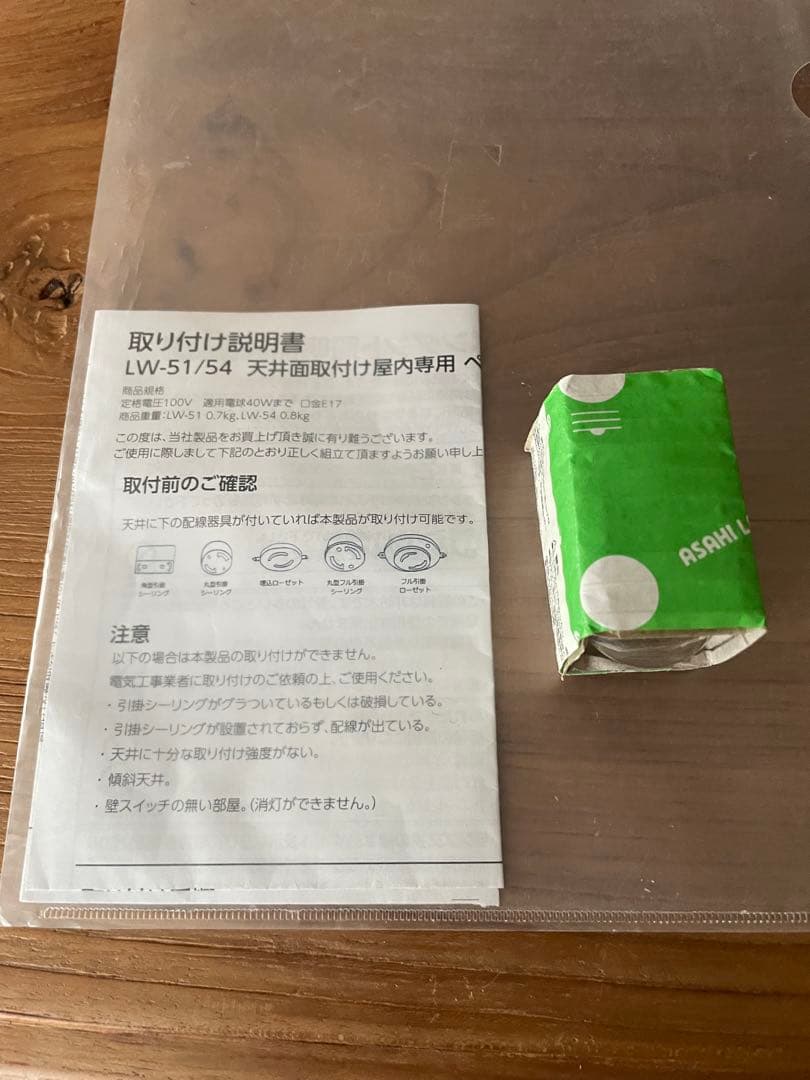 取り付け説明書
LW-51/54 天井面取付け屋内専用 ペ
商品規格
定格電圧100V 適用電球40Wまで 口金E17
商品重量:LW-51 0.7kg、LW-54 0.8kg
この度は、当社製品をお買上げ頂き誠に有り難うございます。
ご使用に際しまして下記のとおり正しく組立て頂ますようお願い申し上
取付前のご確認
天井に下の配線器具が付いていれば本製品が取り付け可能です。
角型引掛
シーリング
丸型引掛
シーリング
埋込ローゼット
丸型フル引掛
シーリング
フル引掛
ローゼット
注意
以下の場合は本製品の取り付けができません。
電気工事業者に取り付けのご依頼の上、ご使用ください。
・引掛シーリングがグラついているもしくは破損している。
・引掛シーリングが設置されておらず、配線が出ている。
・天井に十分な取り付け強度がない。
・傾斜天井。
・壁スイッチの無い部屋。(消灯ができません。)
ASAHI L